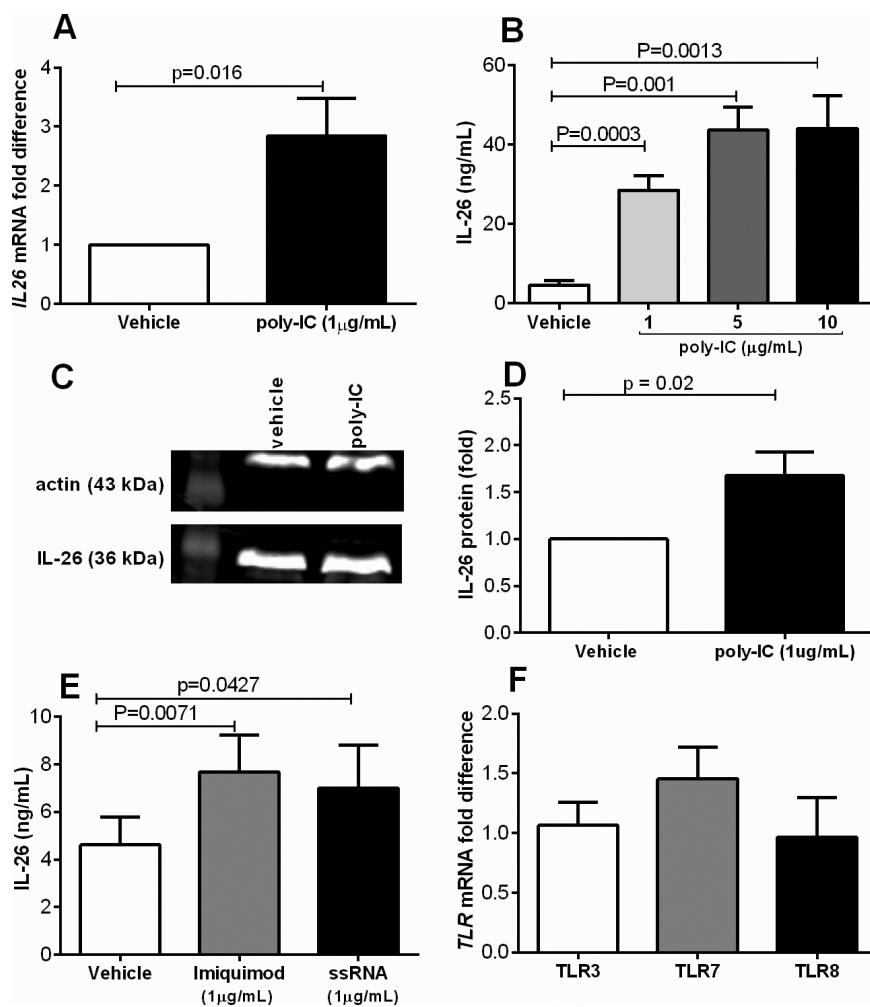 A
p=0.016
IL26 mRNA fold difference
4
3
2
1
0
Vehicle
poly-IC (1µg/mL)
B
P=0.0013
P=0.001
P=0.0003
IL-26 (ng/mL)
60
40
20
0
Vehicle
1
5
10
poly-IC (µg/mL)
C
vehicle
poly-IC
actin (43 kDa)
IL-26 (36 kDa)
D
p = 0.02
IL-26 protein (fold)
2.5
2.0
1.5
1.0
0.5
0.0
Vehicle
poly-IC (1ug/mL)
E
p=0.0427
P=0.0071
IL-26 (ng/mL)
10
8
6
4
2
0
Vehicle
Imiquimod
(1µg/mL)
ssRNA
(1µg/mL)
F
TLR mRNA fold difference
2.0
1.5
1.0
0.5
0.0
TLR3
TLR7
TLR8